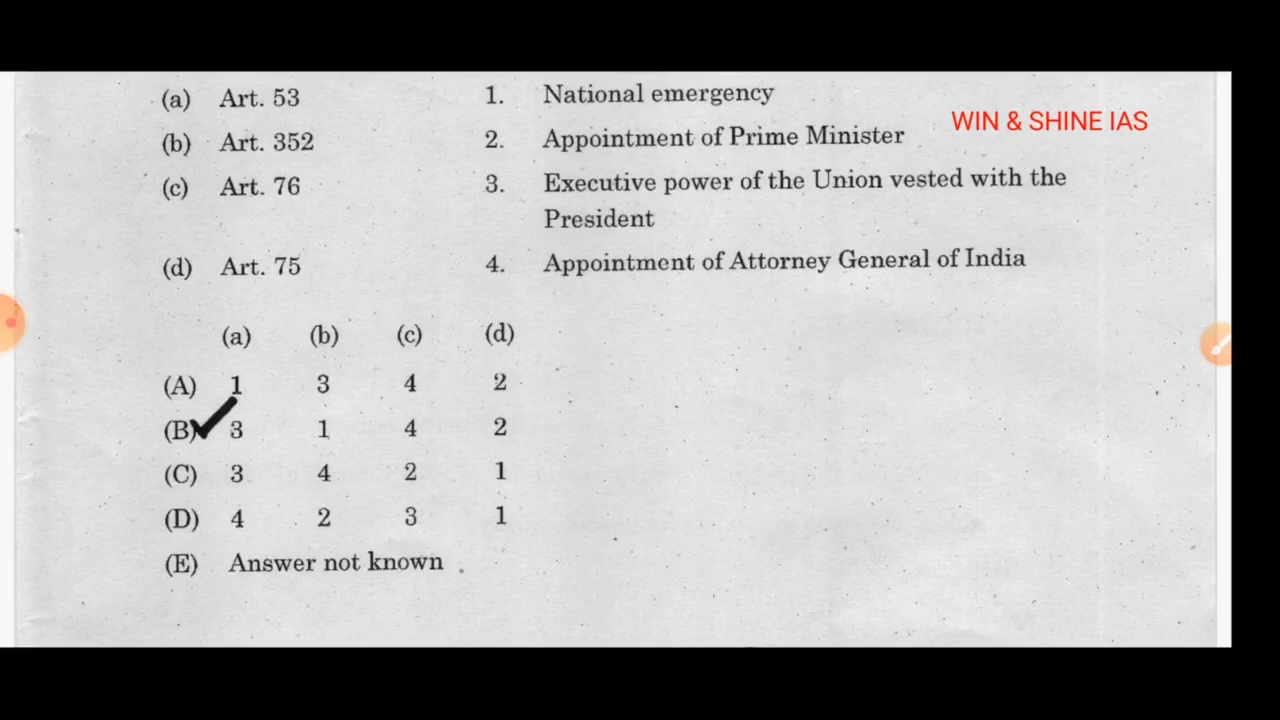 (a) Art. 53 1. National emergency
WIN & SHINE IAS
(b) Art. 352 2. Appointment of Prime Minister
(c) Art. 76 3. Executive power of the Union vested with the
President
(d) Art. 75 4. Appointment of Attorney General of India
(a) (b) (c) (d)
(A) 1 3 4 2
(B) 3 1 4 2
(C) 3 4 2 1
(D) 4 2 3 1
(E) Answer not known